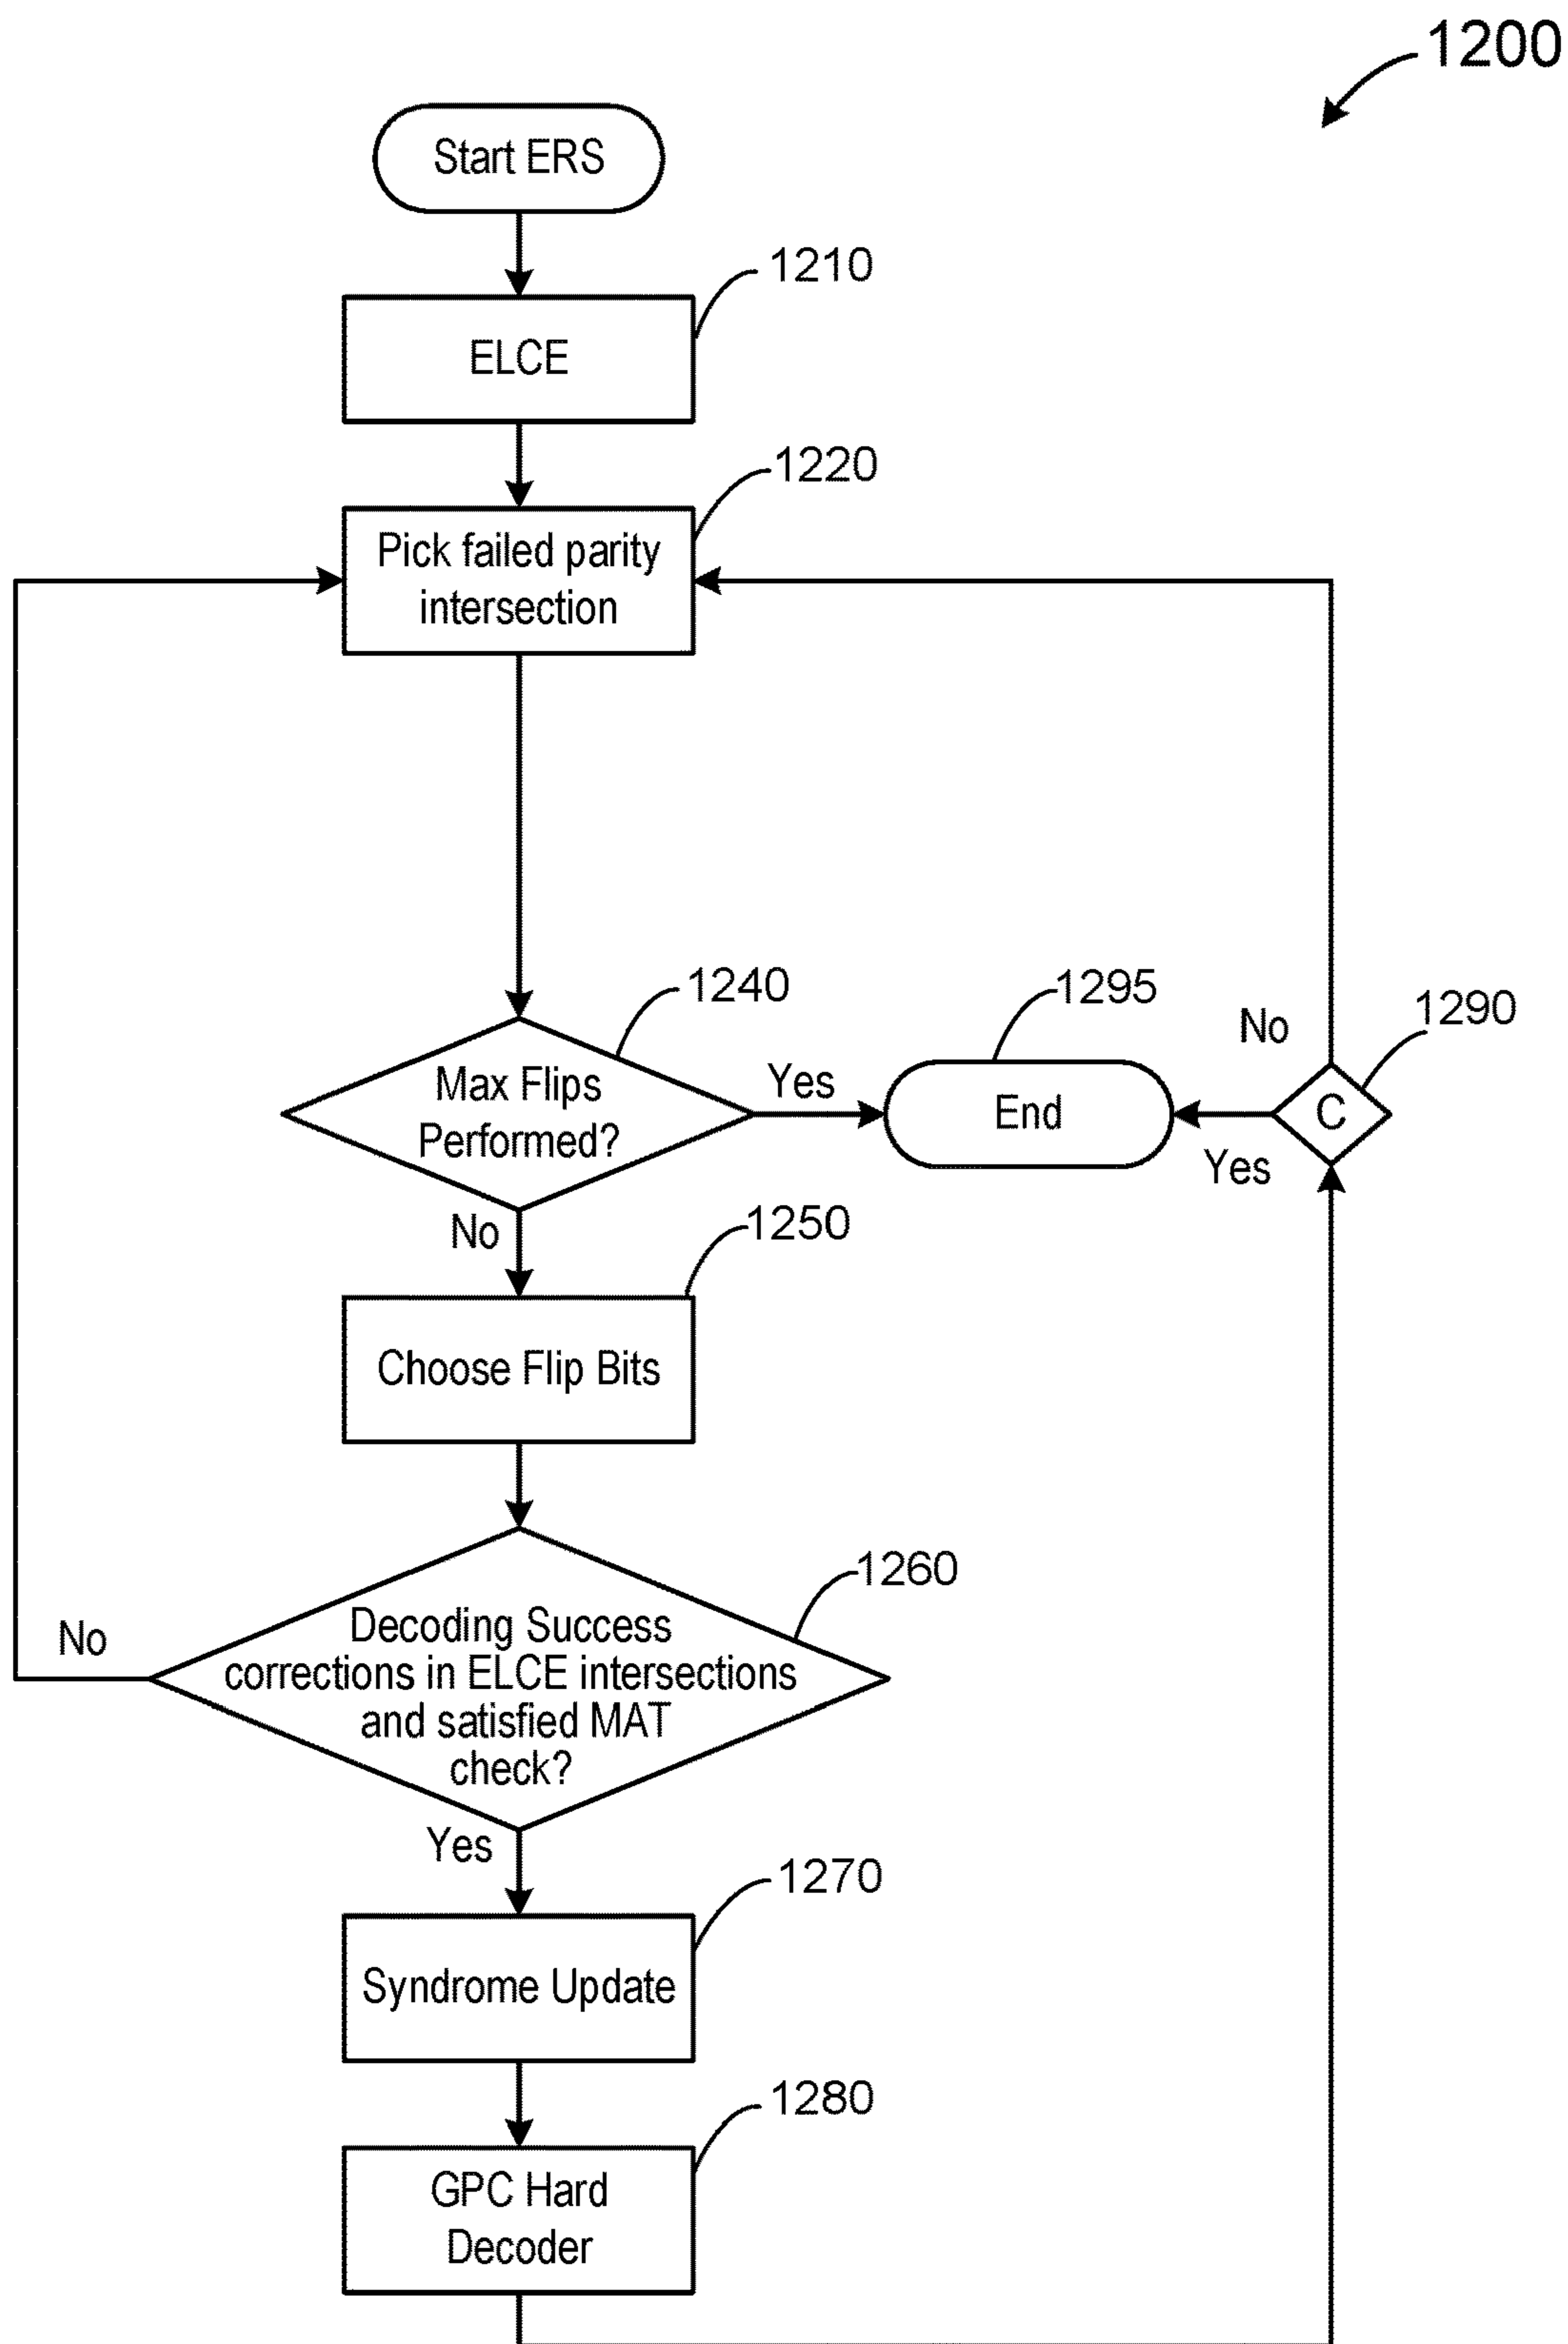 1200
Start ERS
1210
ELCE
1220
Pick failed parity
intersection
1240
Max Flips
Performed?
Yes
1295
End
No
1290
C
Yes
No
1250
Choose Flip Bits
1260
Decoding Success
corrections in ELCE intersections
and satisfied MAT
check?
No
Yes
1270
Syndrome Update
1280
GPC Hard
Decoder